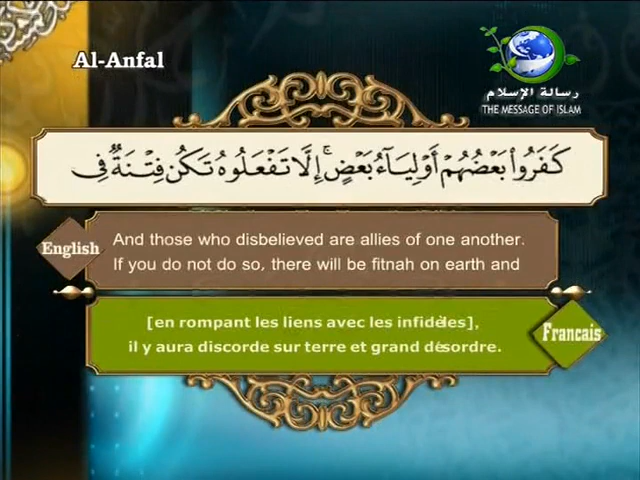 Al-Anfal
رسالة الإسلام
THE MESSAGE OF ISLAM
كَفَرُوا۟ بَعْضُهُمْ أَوْلِيَآءُ بَعْضٍ ۚ إِلَّا تَفْعَلُوهُ تَكُن فِتْنَةٌ فِى
English
And those who disbelieved are allies of one another.
If you do not do so, there will be fitnah on earth and
[en rompant les liens avec les infidèles],
il y aura discorde sur terre et grand désordre.
Francais